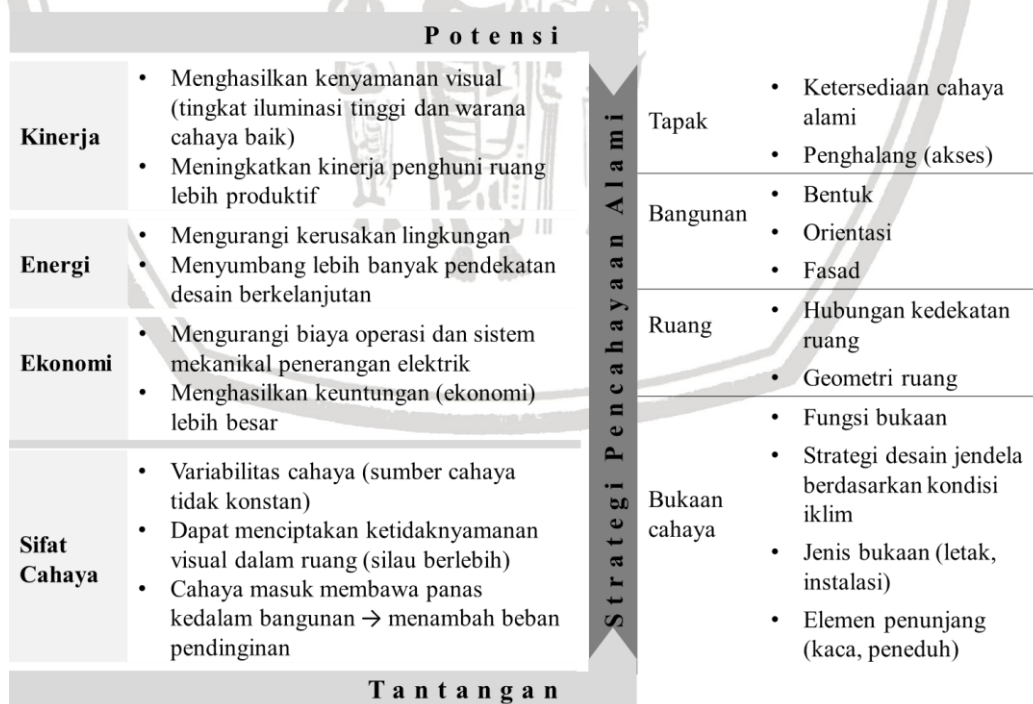 Potensi
Kinerja
• Menghasilkan kenyamanan visual
(tingkat iluminasi tinggi dan warana
cahaya baik)
• Meningkatkan kinerja penghuni ruang
lebih produktif
Energi
• Mengurangi kerusakan lingkungan
• Menyumbang lebih banyak pendekatan
desain berkelanjutan
Ekonomi
• Mengurangi biaya operasi dan sistem
mekanikal penerangan elektrik
• Menghasilkan keuntungan (ekonomi)
lebih besar
Sifat
Cahaya
• Variabilitas cahaya (sumber cahaya
tidak konstan)
• Dapat menciptakan ketidaknyamanan
visual dalam ruang (silau berlebih)
• Cahaya masuk membawa panas
kedalam bangunan → menambah beban
pendinginan
Tantangan
Strategi Pencahayaan Alami
Tapak
• Ketersediaan cahaya
alami
• Penghalang (akses)
Bangunan
• Bentuk
• Orientasi
• Fasad
Ruang
• Hubungan kedekatan
ruang
• Geometri ruang
Bukaan
cahaya
• Fungsi bukaan
• Strategi desain jendela
berdasarkan kondisi
iklim
• Jenis bukaan (letak,
instalasi)
• Elemen penunjang
(kaca, peneduh)